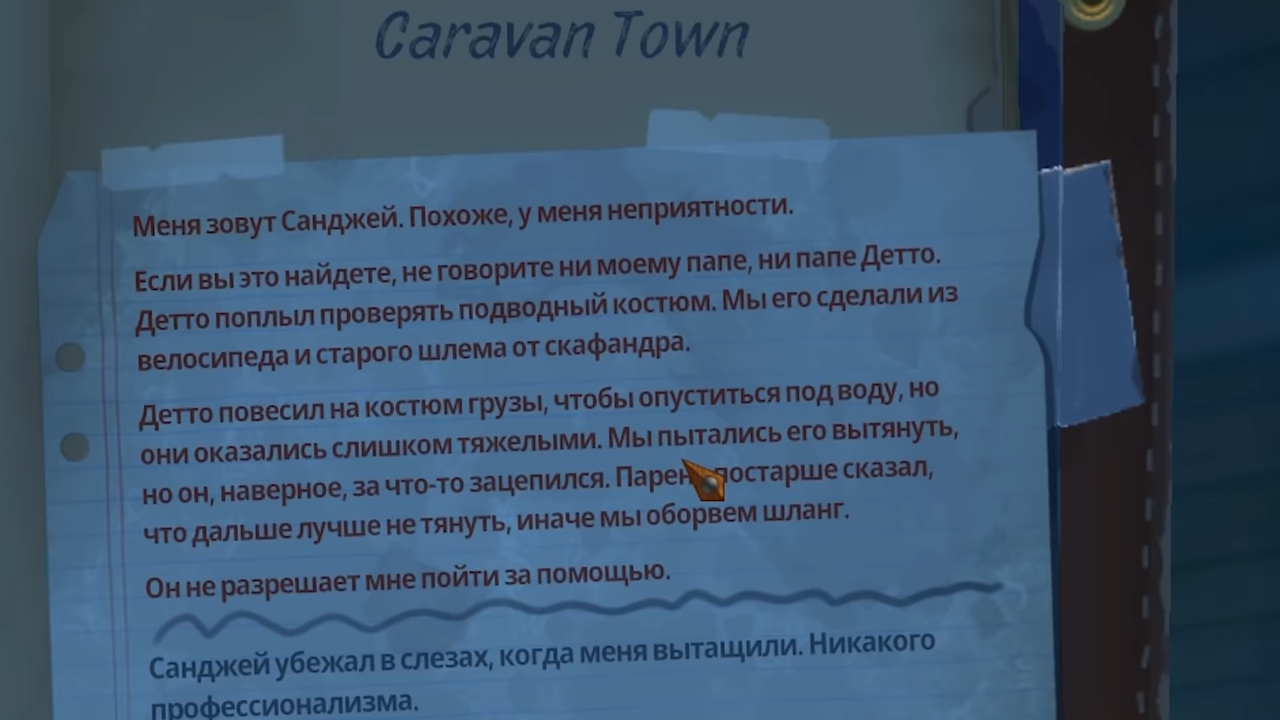 Caravan Town
Меня зовут Санджей. Похоже, у меня неприятности.
Если вы это найдете, не говорите ни моему папе, ни папе Детто.
Детто поплыл проверять подводный костюм. Мы его сделали из
велосипеда и старого шлема от скафандра.
Детто повесил на костюм грузы, чтобы опуститься под воду, но
они оказались слишком тяжелыми. Мы пытались его вытянуть,
но он, наверное, за что-то зацепился. Парень постарше сказал,
что дальше лучше не тянуть, иначе мы оборвем шланг.
Он не разрешает мне пойти за помощью.
Санджей убежал в слезах, когда меня вытащили. Никакого
профессионализма.